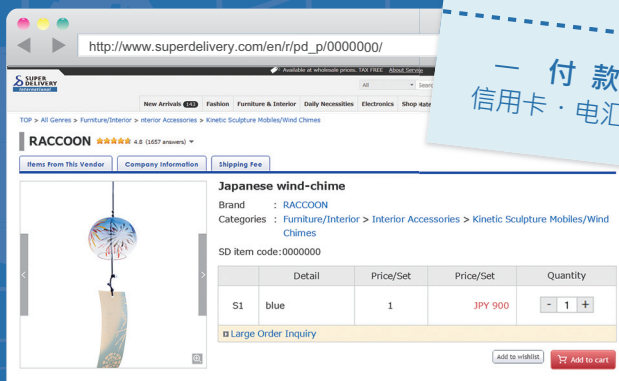 http://www.superdelivery.com/en/r/pd_p/0000000/
一 付款
信用卡・电汇
SUPER DELIVERY International
Available at wholesale prices. TAX FREE About Service
All
New Arrivals 143 Fashion Furniture & Interior Daily Necessities Electronics Shop
TOP > All Genres > Furniture/Interior > nterior Accessories > Kinetic Sculpture Mobiles/Wind Chimes
RACCOON 4.8 (1657 answers)
Items From This Vendor Company Information Shipping Fee
Japanese wind-chime
Brand : RACCOON
Categories : Furniture/Interior > Interior Accessories > Kinetic Sculpture Mobiles/Wind
Chimes
SD item code:0000000
Detail Price/Set Price/Set Quantity
S1 blue 1 JPY 900 - 1 +
Large Order Inquiry
Add to wishlist Add to cart